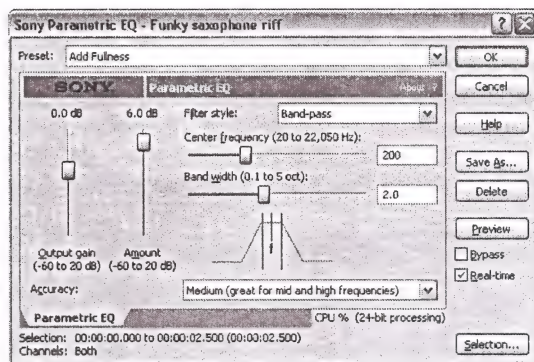 Sony Parametric EQ - Funky saxophone riff
Preset: Add Fullness
OK
SONY Parametric EQ About ?
Cancel
0.0 dB 6.0 dB Filter style: Band-pass
Center frequency (20 to 22,050 Hz):
Help
200
Save As...
Band width (0.1 to 5 oct):
2.0
Delete
Preview
Output gain Amount
(-60 to 20 dB) (-60 to 20 dB)
f
Bypass
Real-time
Accuracy: Medium (great for mid and high frequencies)
Parametric EQ CPU % (24-bit processing)
Selection: 00:00:00.000 to 00:00:02.500 (00:00:02.500)
Channels: Both
Selection...